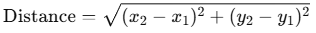 Distance = √(x₂ − x₁)² + (y₂ − y₁)²